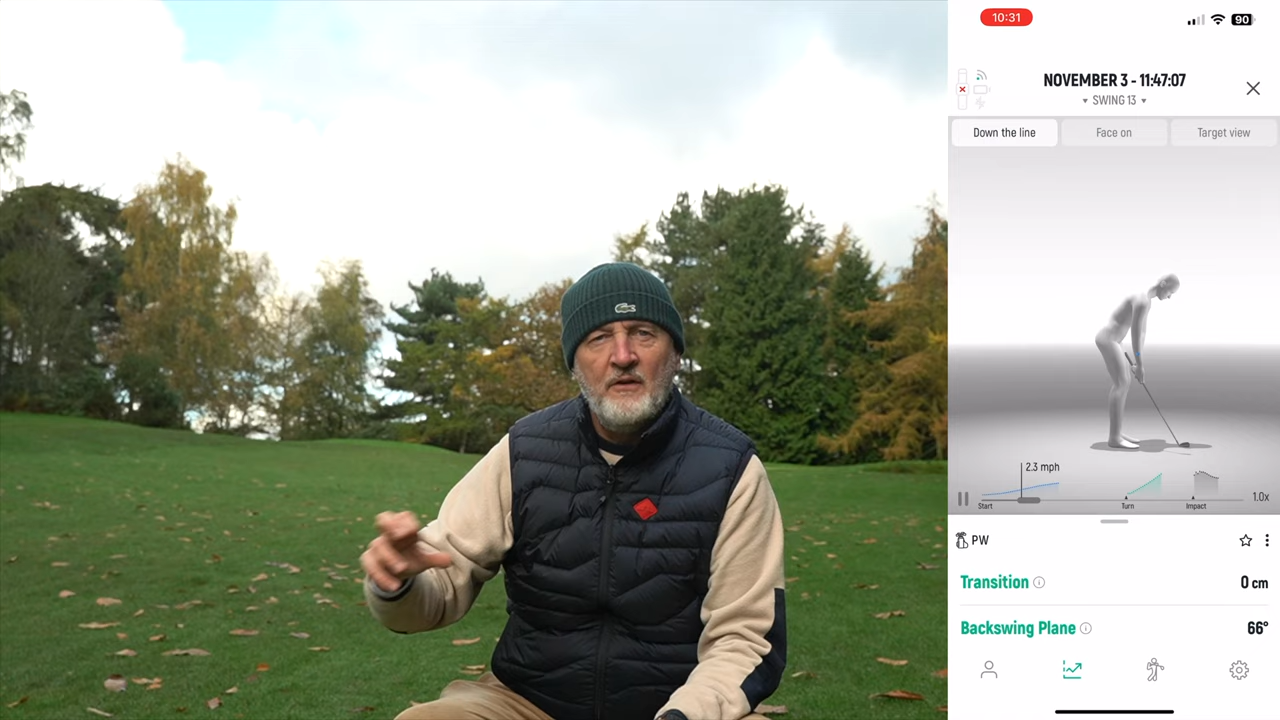 10:31
90
NOVEMBER 3 - 11:47:07
▾ SWING 13 ▾
Down the line
Face on
Target view
2.3 mph
Start
Turn
Impact
1.0x
PW
Transition
0 cm
Backswing Plane
66°